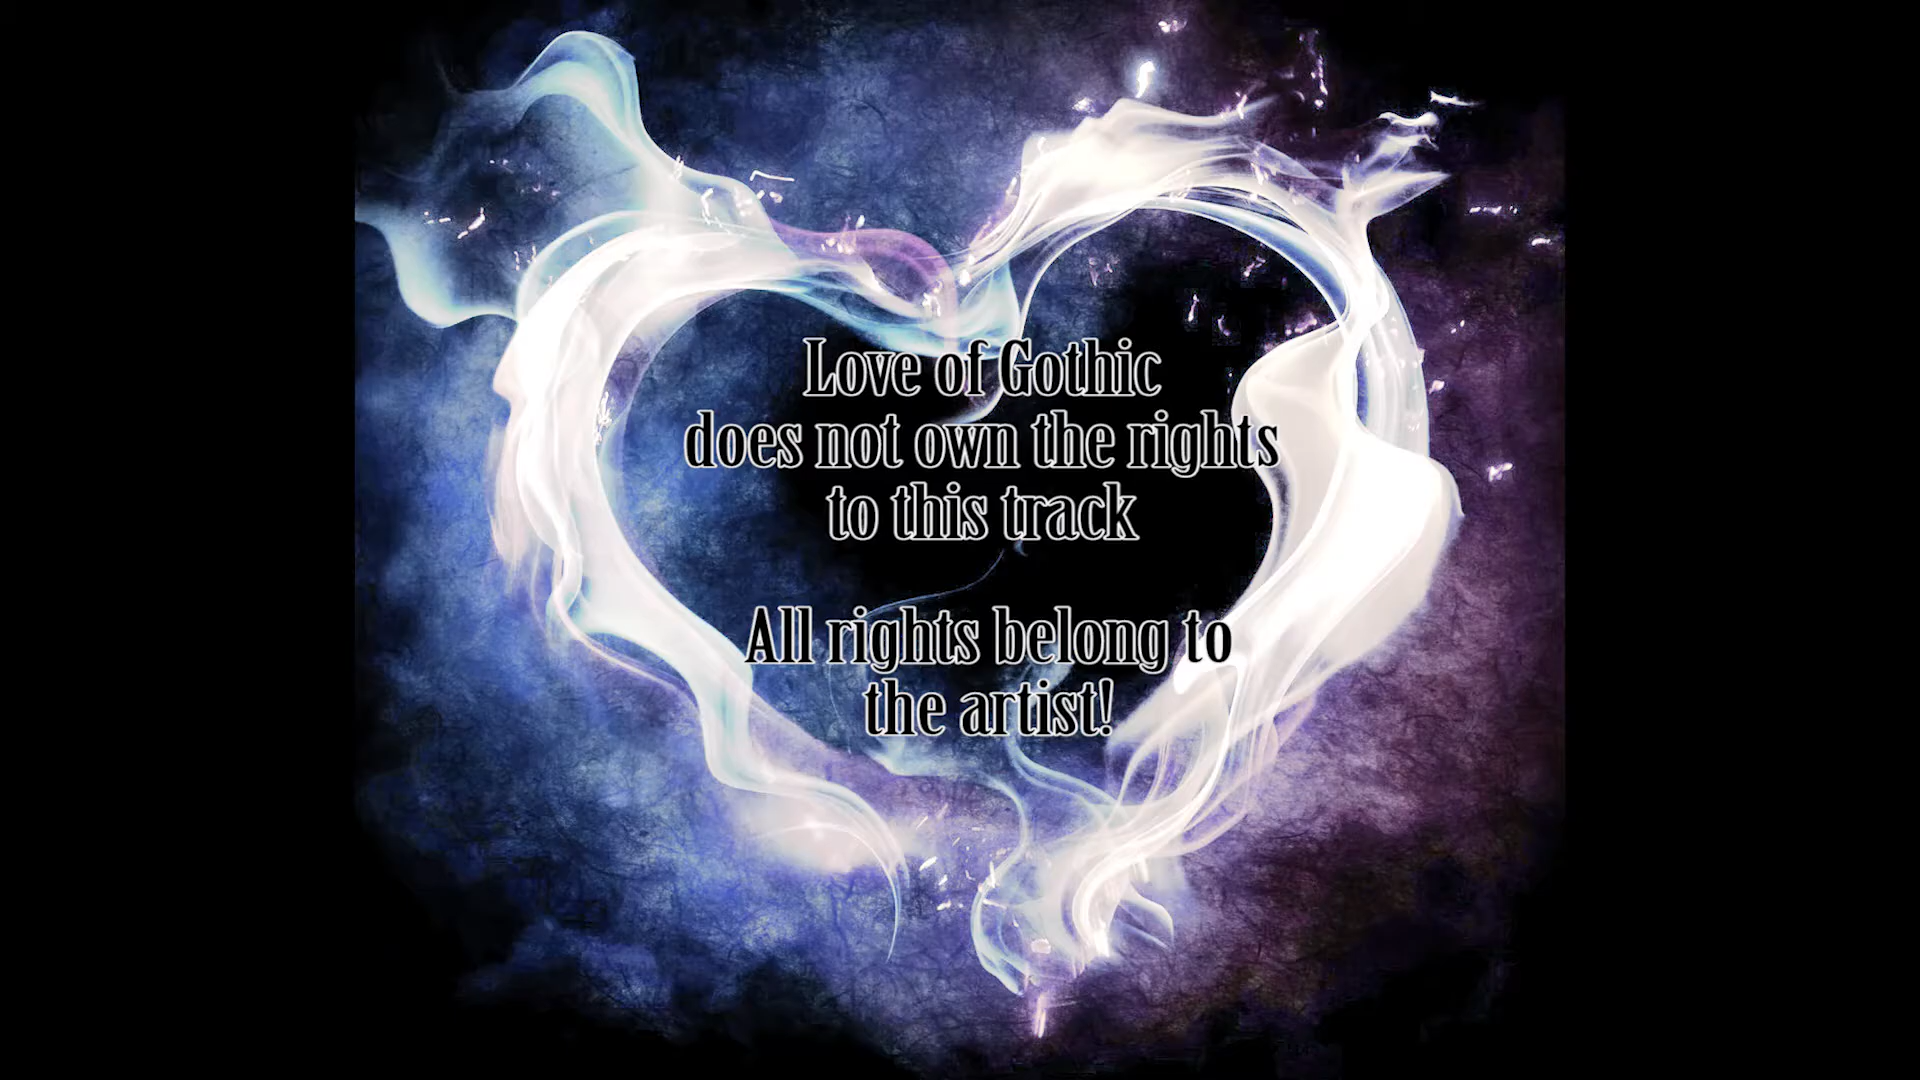 Love of Gothic
does not own the rights
to this track
All rights belong to
the artist!